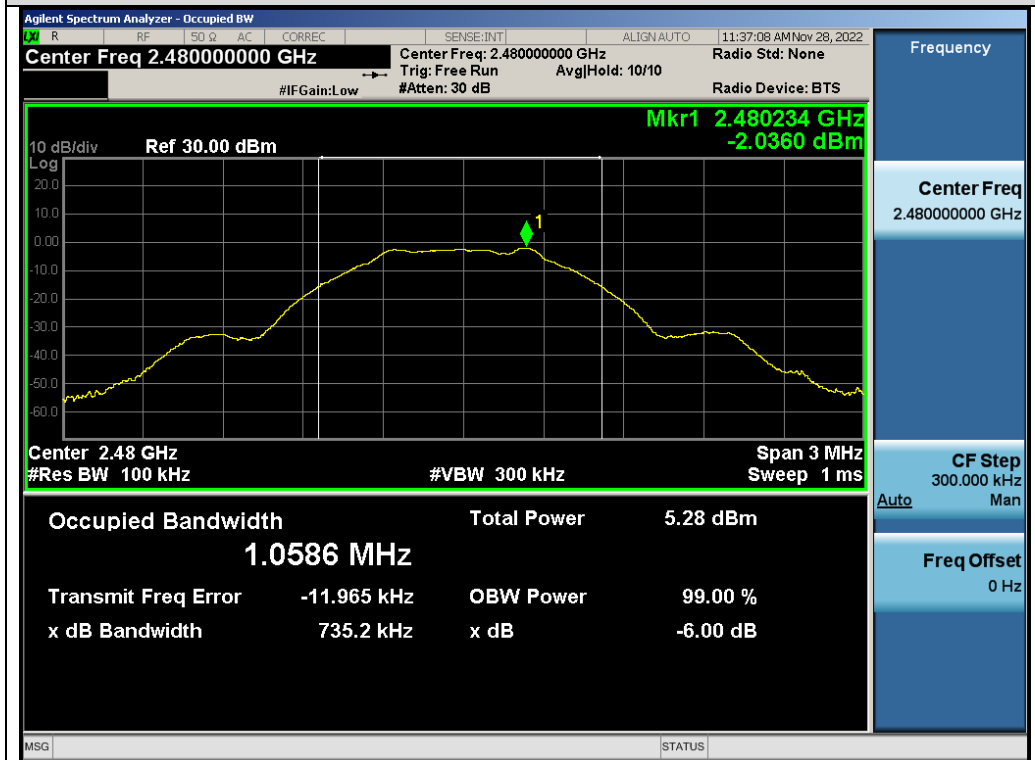 Agilent Spectrum Analyzer - Occupied BW
LXI R RF 50 Ω AC CORREC SENSE:INT ALIGN AUTO 11:37:08 AM Nov 28, 2022
Center Freq 2.480000000 GHz
Center Freq: 2.480000000 GHz
Radio Std: None
Trig: Free Run Avg|Hold: 10/10
#IFGain:Low
#Atten: 30 dB
Radio Device: BTS
Frequency
Mkr1 2.480234 GHz
-2.0360 dBm
10 dB/div Ref 30.00 dBm
Log
20.0
10.0
0.00
-10.0
-20.0
-30.0
-40.0
-50.0
-60.0
1
Center 2.48 GHz Span 3 MHz
#Res BW 100 kHz #VBW 300 kHz Sweep 1 ms
Center Freq
2.480000000 GHz
CF Step
300.000 kHz
Auto Man
Freq Offset
0 Hz
Occupied Bandwidth Total Power 5.28 dBm
1.0586 MHz
Transmit Freq Error -11.965 kHz OBW Power 99.00 %
x dB Bandwidth 735.2 kHz x dB -6.00 dB
MSG STATUS